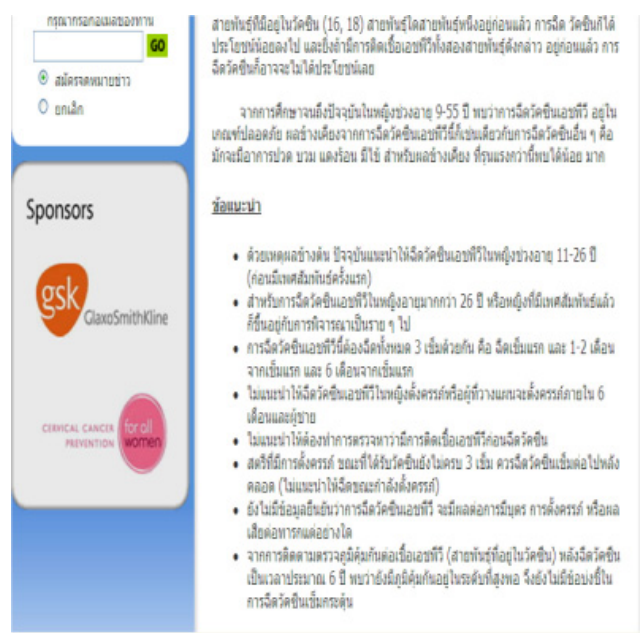 กรุณากรอกอีเมลของท่าน
GO
สมัครจดหมายข่าว
ยกเลิก
Sponsors
gsk
GlaxoSmithKline
CERVICAL CANCER
PREVENTION
for all
women
สายพันธุ์ที่มีอยู่ในวัคซีน (16, 18) สายพันธุ์ใดสายพันธุ์หนึ่งอยู่ก่อนแล้ว การฉีด วัคซีนก็ได้
ประโยชน์น้อยลงไป และยิ่งถ้ามีการติดเชื้อเอชพีวีทั้งสองสายพันธุ์ดังกล่าว อยู่ก่อนแล้ว การ
ฉีดวัคซีนก็อาจจะไม่ได้ประโยชน์เลย
จากการศึกษาจนถึงปัจจุบันในหญิงช่วงอายุ 9-55 ปี พบว่าการฉีดวัคซีนเอชพีวี อยู่ใน
เกณฑ์ปลอดภัย ผลข้างเคียงจากการฉีดวัคซีนเอชพีวีนี้ก็เช่นเดียวกับการฉีดวัคซีนอื่น ๆ คือ
มักจะมีอาการปวด บวม แดงร้อน มีไข้ สำหรับผลข้างเคียง ที่รุนแรงกว่านี้พบได้น้อย มาก
ข้อแนะนำ
• ด้วยเหตุผลข้างต้น ปัจจุบันแนะนำให้ฉีดวัคซีนเอชพีวีในหญิงช่วงอายุ 11-26 ปี
(ก่อนมีเพศสัมพันธ์ครั้งแรก)
• สำหรับการฉีดวัคซีนเอชพีวีในหญิงอายุมากกว่า 26 ปี หรือหญิงที่มีเพศสัมพันธ์แล้ว
ก็ขึ้นอยู่กับการพิจารณาเป็นราย ๆ ไป
• การฉีดวัคซีนเอชพีวีนี้ต้องฉีดทั้งหมด 3 เข็มด้วยกัน คือ ฉีดเข็มแรก และ 1-2 เดือน
จากเข็มแรก และ 6 เดือนจากเข็มแรก
• ไม่แนะนำให้ฉีดวัคซีนเอชพีวีในหญิงตั้งครรภ์หรือผู้ที่วางแผนจะตั้งครรภ์ภายใน 6
เดือนและผู้ชาย
• ไม่แนะนำให้ต้องทำการตรวจหาว่ามีการติดเชื้อเอชพีวีก่อนฉีดวัคซีน
• สตรีที่มีการตั้งครรภ์ ขณะที่ได้รับวัคซีนยังไม่ครบ 3 เข็ม ควรฉีดวัคซีนเข็มต่อไปหลัง
คลอด (ไม่แนะนำให้ฉีดขณะกำลังตั้งครรภ์)
• ยังไม่มีข้อมูลยืนยันว่าการฉีดวัคซีนเอชพีวี จะมีผลต่อการมีบุตร การตั้งครรภ์ หรือผล
เสียต่อทารกแต่อย่างใด
• จากการติดตามตรวจภูมิคุ้มกันต่อเชื้อเอชพีวี (สายพันธุ์ที่อยู่ในวัคซีน) หลังฉีดวัคซีน
เป็นเวลาประมาณ 6 ปี พบว่ายังมีภูมิคุ้มกันอยู่ในระดับที่สูงพอ จึงยังไม่มีข้อบ่งชี้ใน
การฉีดวัคซีนเข็มกระตุ้น